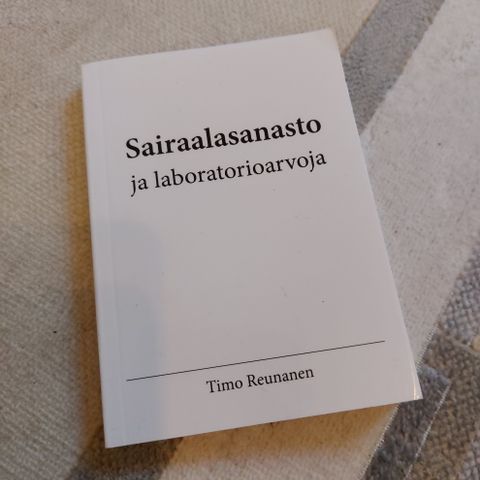 Sairaalasanasto
ja laboratorioarvoja
Timo Reunanen